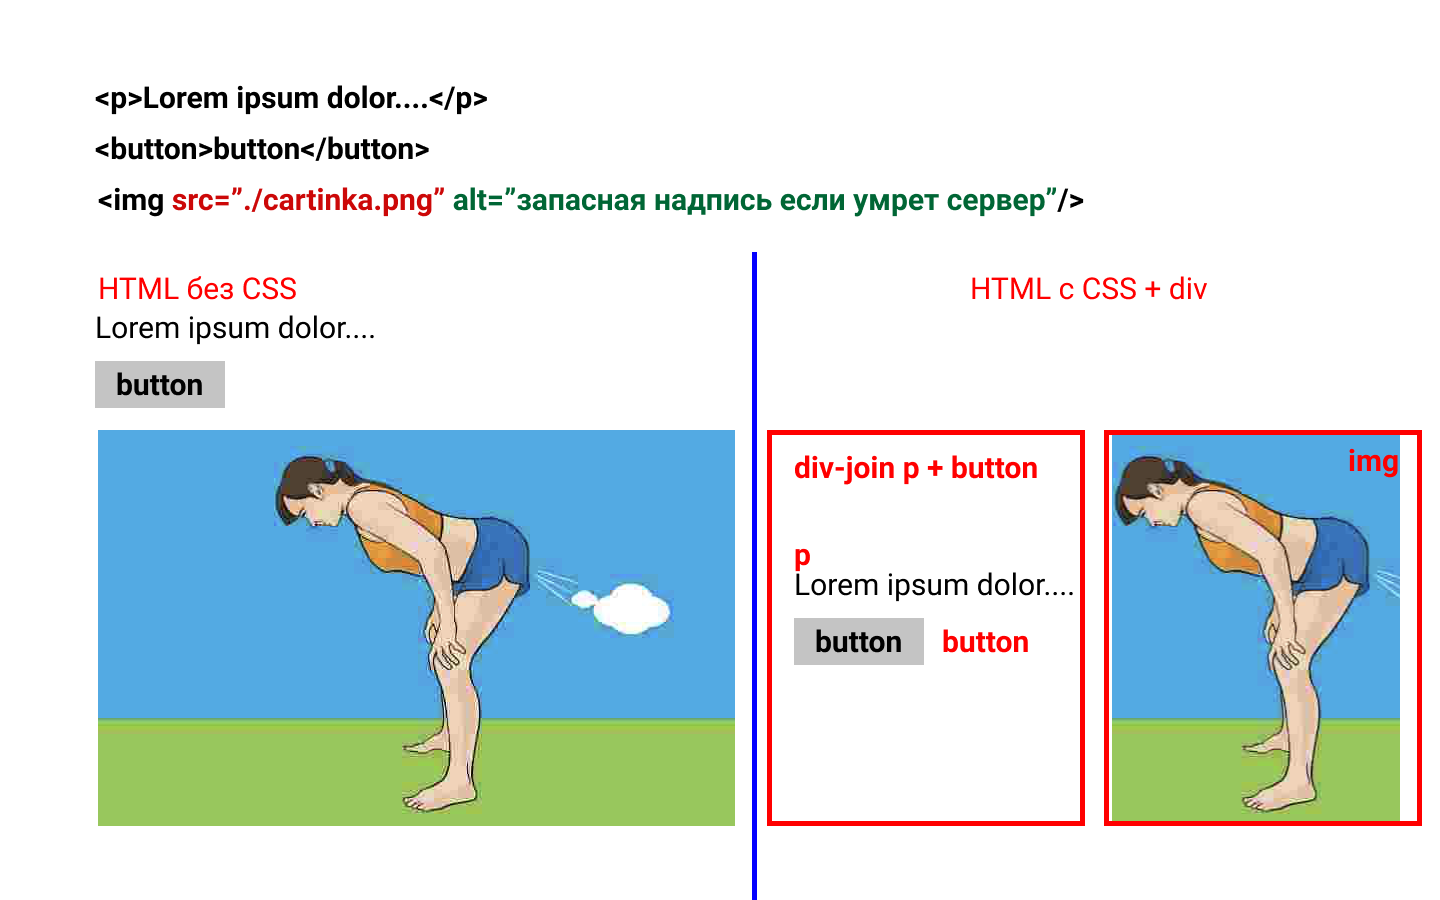 <p>Lorem ipsum dolor....</p>
<button>button</button>
<img src=”./cartinka.png” alt=”запасная надпись если умрет сервер”/>
HTML без CSS
Lorem ipsum dolor....
button
HTML с CSS + div
div-join p + button
p
Lorem ipsum dolor....
button button
img